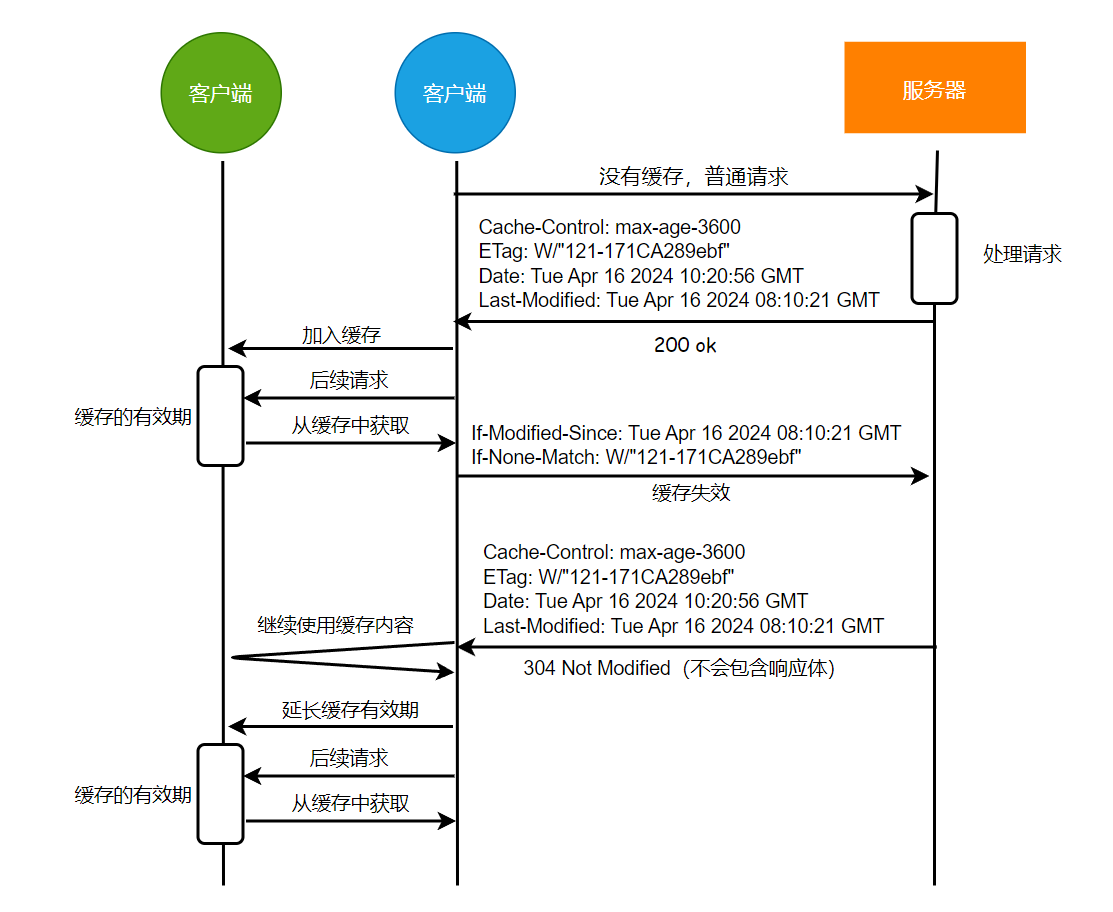 客户端
客户端
服务器
没有缓存，普通请求
Cache-Control: max-age-3600
ETag: W/"121-171CA289ebf"
Date: Tue Apr 16 2024 10:20:56 GMT
Last-Modified: Tue Apr 16 2024 08:10:21 GMT
处理请求
200 ok
加入缓存
后续请求
缓存的有效期
从缓存中获取
If-Modified-Since: Tue Apr 16 2024 08:10:21 GMT
If-None-Match: W/"121-171CA289ebf"
缓存失效
Cache-Control: max-age-3600
ETag: W/"121-171CA289ebf"
Date: Tue Apr 16 2024 10:20:56 GMT
Last-Modified: Tue Apr 16 2024 08:10:21 GMT
继续使用缓存内容
304 Not Modified（不会包含响应体）
延长缓存有效期
后续请求
缓存的有效期
从缓存中获取